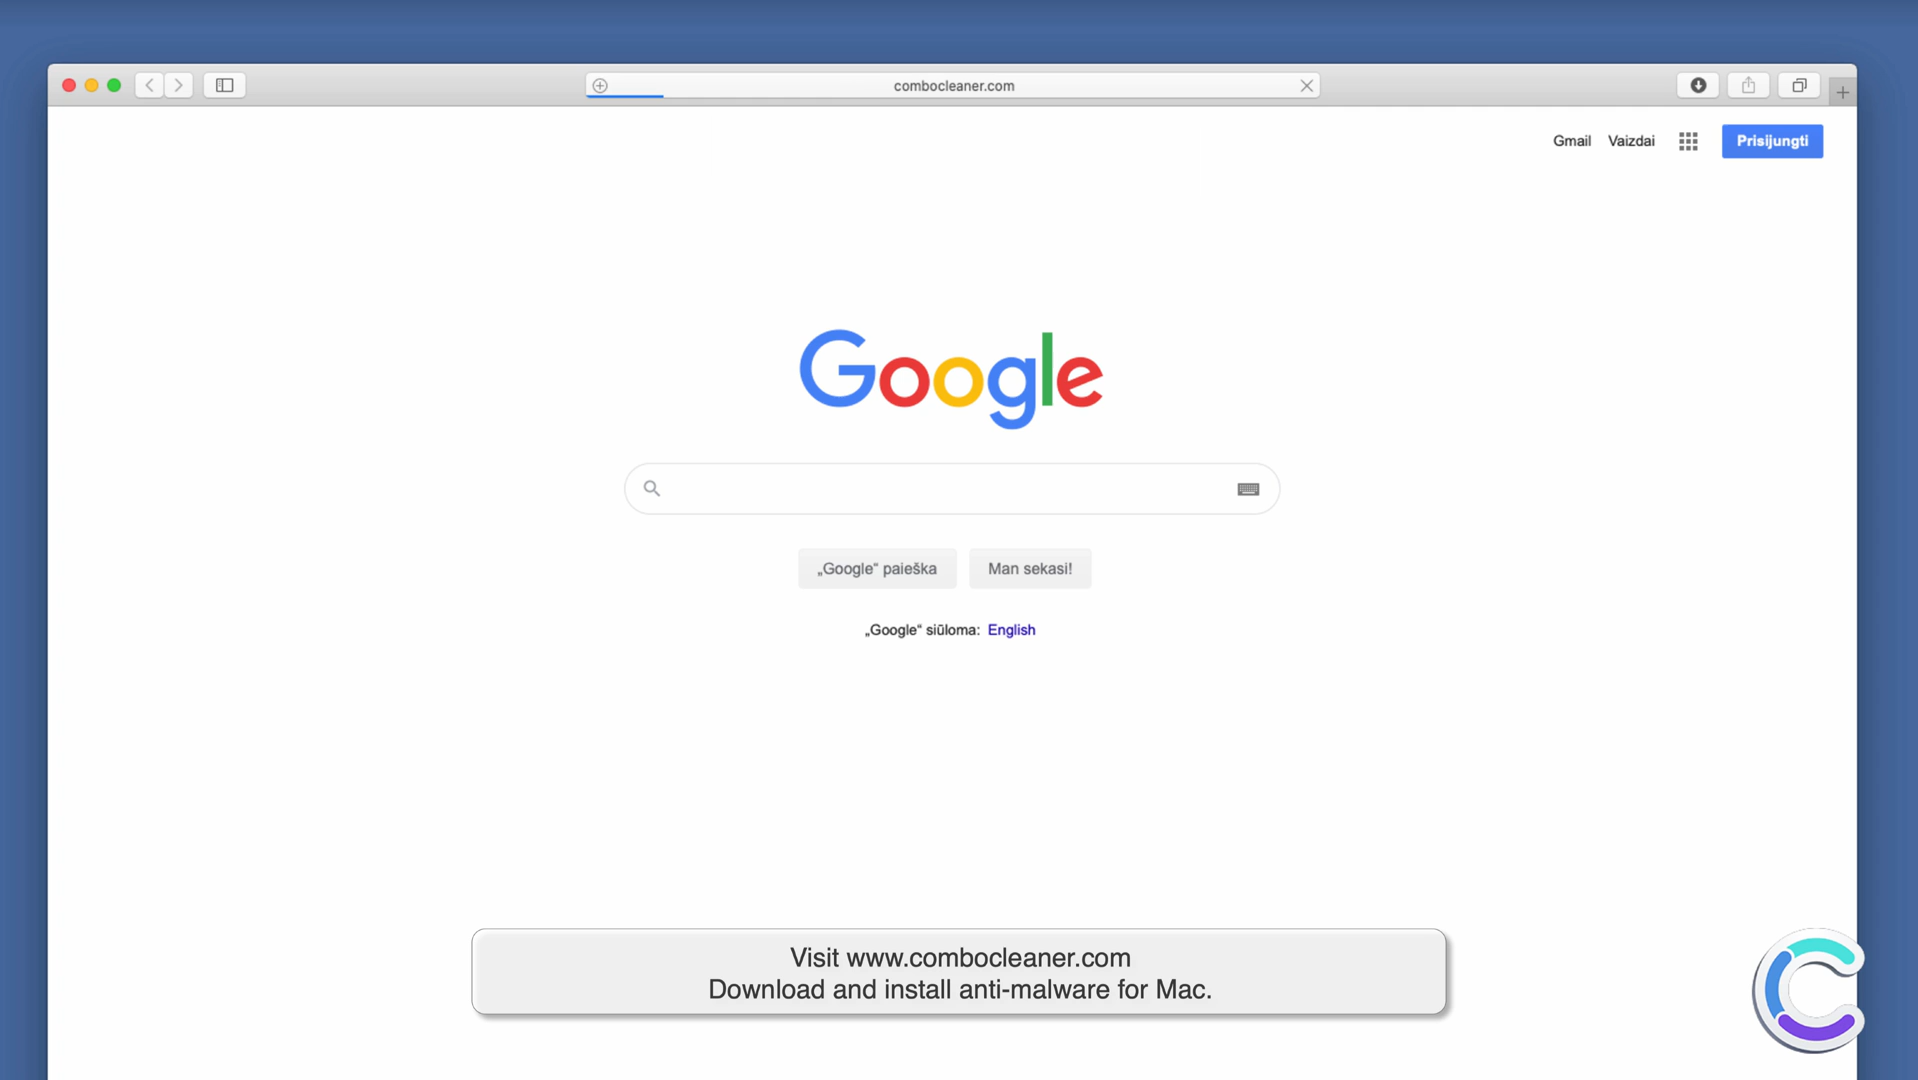 combocleaner.com
Gmail Vaizdai Prisijungti
Google
„Google“ paieška Man sekasi!
„Google“ siūloma: English
Visit www.combocleaner.com
Download and install anti-malware for Mac.